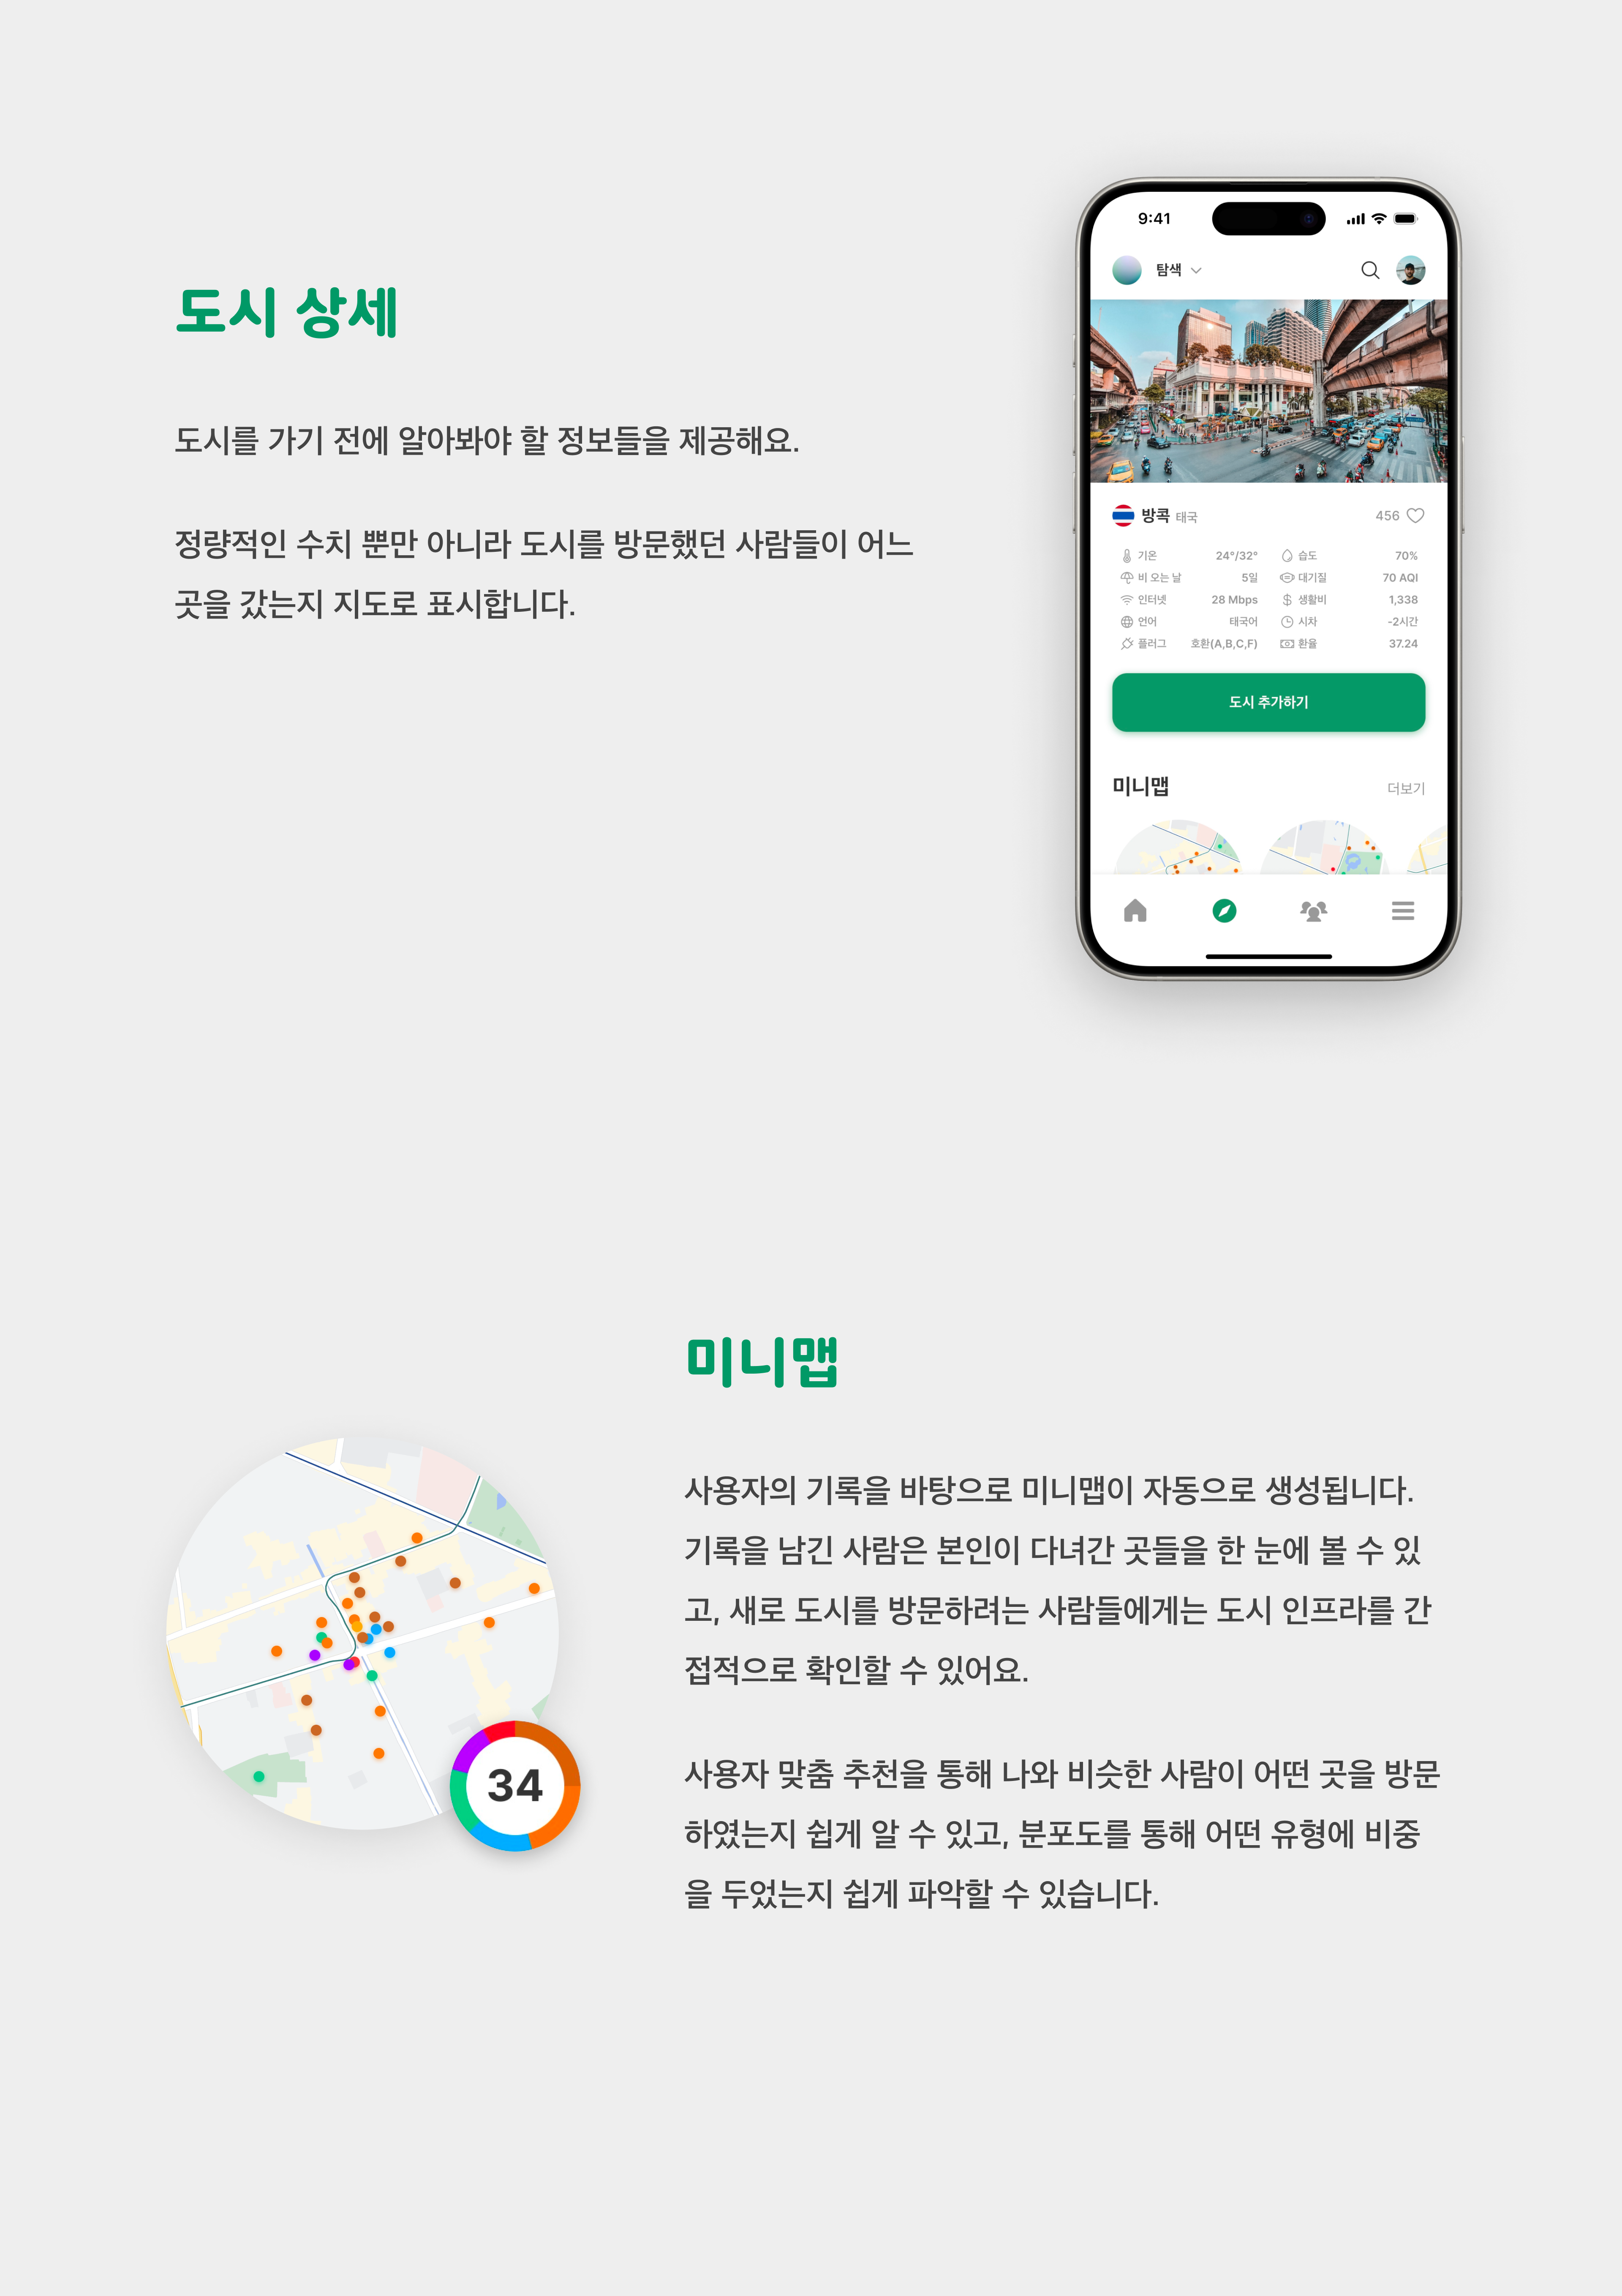 도시 상세
도시를 가기 전에 알아봐야 할 정보들을 제공해요.
정량적인 수치 뿐만 아니라 도시를 방문했던 사람들이 어느
곳을 갔는지 지도로 표시합니다.
9:41
탐색
방콕 태국
456
기온 24°/32° 습도 70%
비 오는 날 5일 대기질 70 AQI
인터넷 28 Mbps 생활비 1,338
언어 태국어 시차 -2시간
플러그 호환(A,B,C,F) 환율 37.24
도시 추가하기
미니맵 더보기
미니맵
사용자의 기록을 바탕으로 미니맵이 자동으로 생성됩니다.
기록을 남긴 사람은 본인이 다녀간 곳들을 한 눈에 볼 수 있
고, 새로 도시를 방문하려는 사람들에게는 도시 인프라를 간
접적으로 확인할 수 있어요.
사용자 맞춤 추천을 통해 나와 비슷한 사람이 어떤 곳을 방문
하였는지 쉽게 알 수 있고, 분포도를 통해 어떤 유형에 비중
을 두었는지 쉽게 파악할 수 있습니다.
34